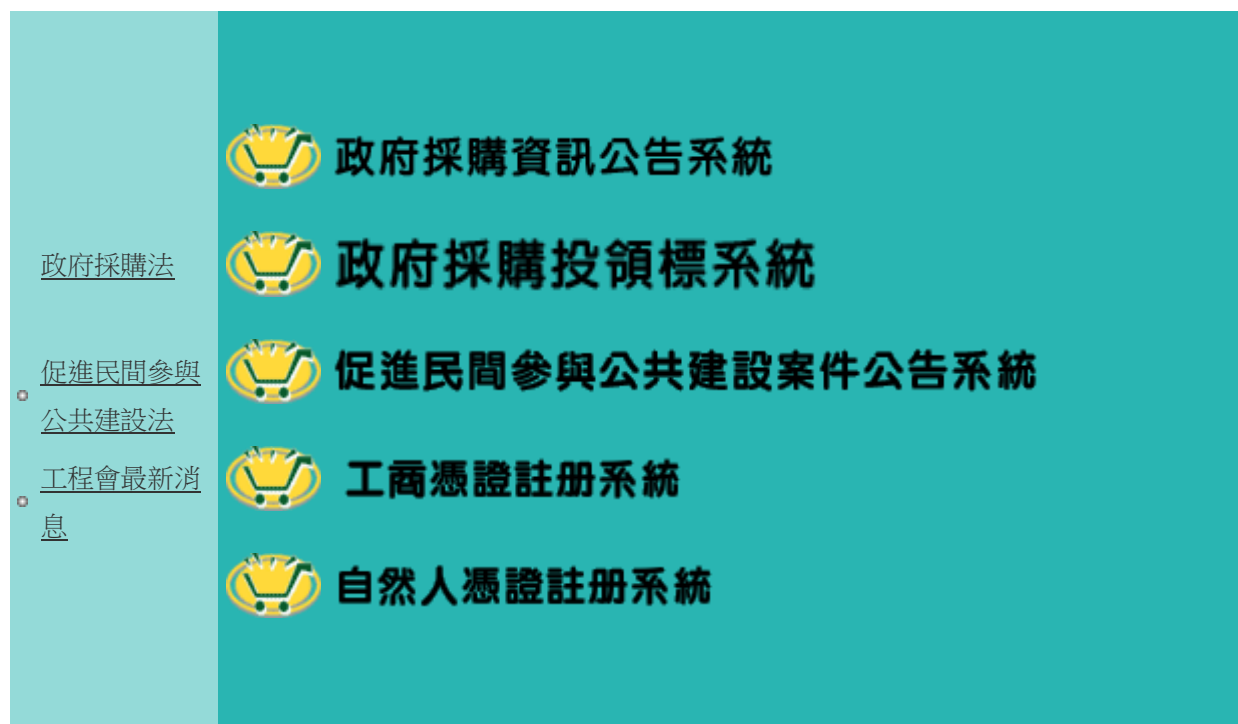 政府採購法
促進民間參與
公共建設法
工程會最新消
息
政府採購資訊公告系統
政府採購投領標系統
促進民間參與公共建設案件公告系統
工商憑證註冊系統
自然人憑證註冊系統